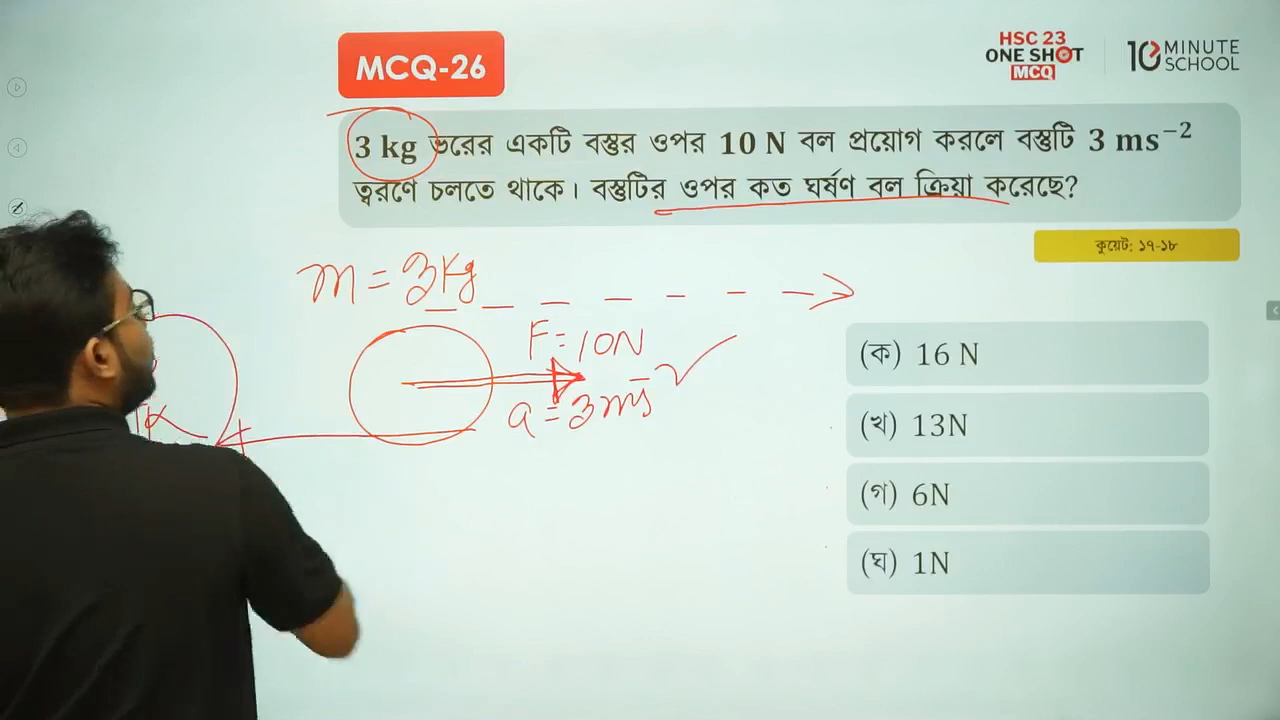 HSC 23
ONE SHOT
MCQ
10 MINUTE SCHOOL
MCQ-26
3 kg ভরের একটি বস্তুর ওপর 10 N বল প্রয়োগ করলে বস্তুটি 3 ms⁻²
ত্বরণে চলতে থাকে। বস্তুটির ওপর কত ঘর্ষণ বল ক্রিয়া করেছে?
কুয়েট: ১৭-১৮
m = 3kg
F = 10N
(ক) 16 N
(খ) 13N
(গ) 6N
(ঘ) 1N